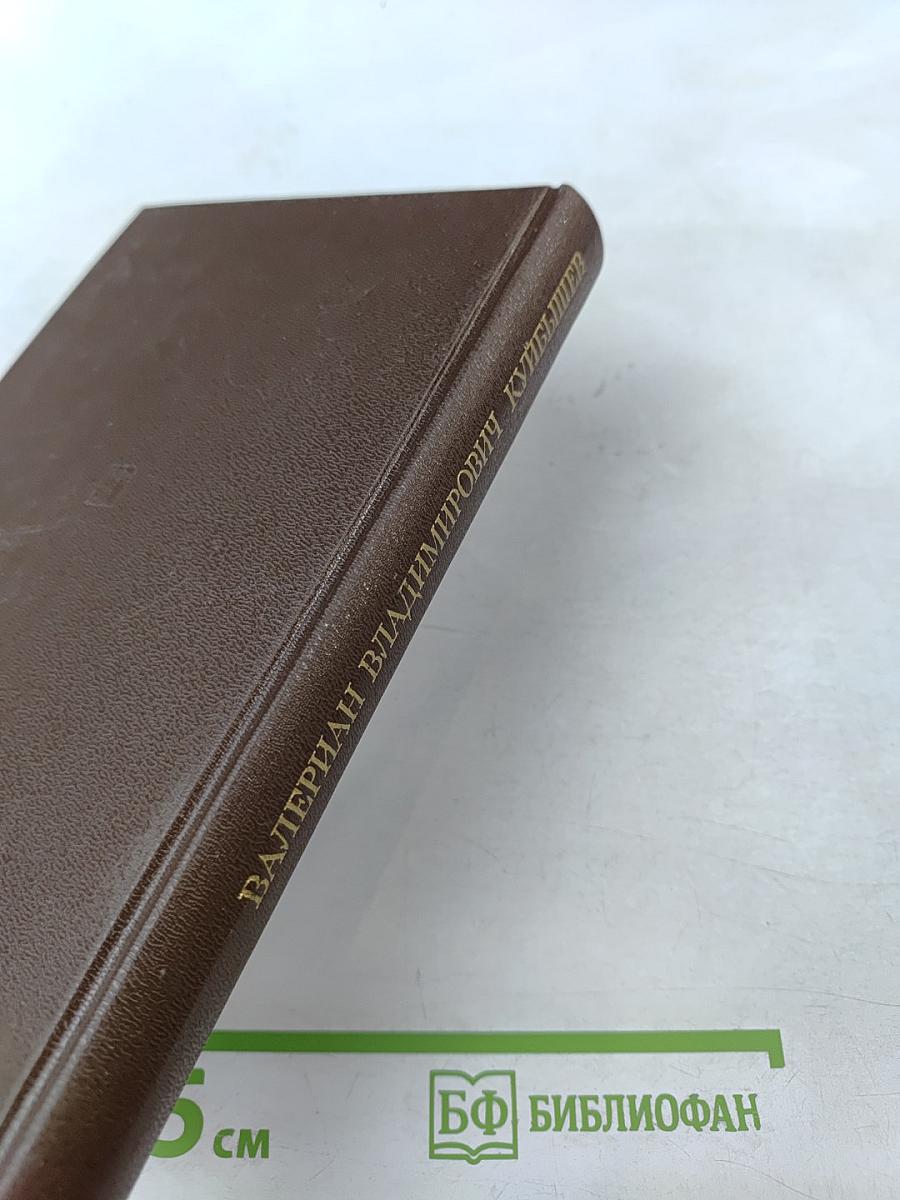 ВАЛЕРИАН ВЛАДИМИРОВИЧ КУЙБЫШЕВ
5 см
БФ БИБЛИОФАН